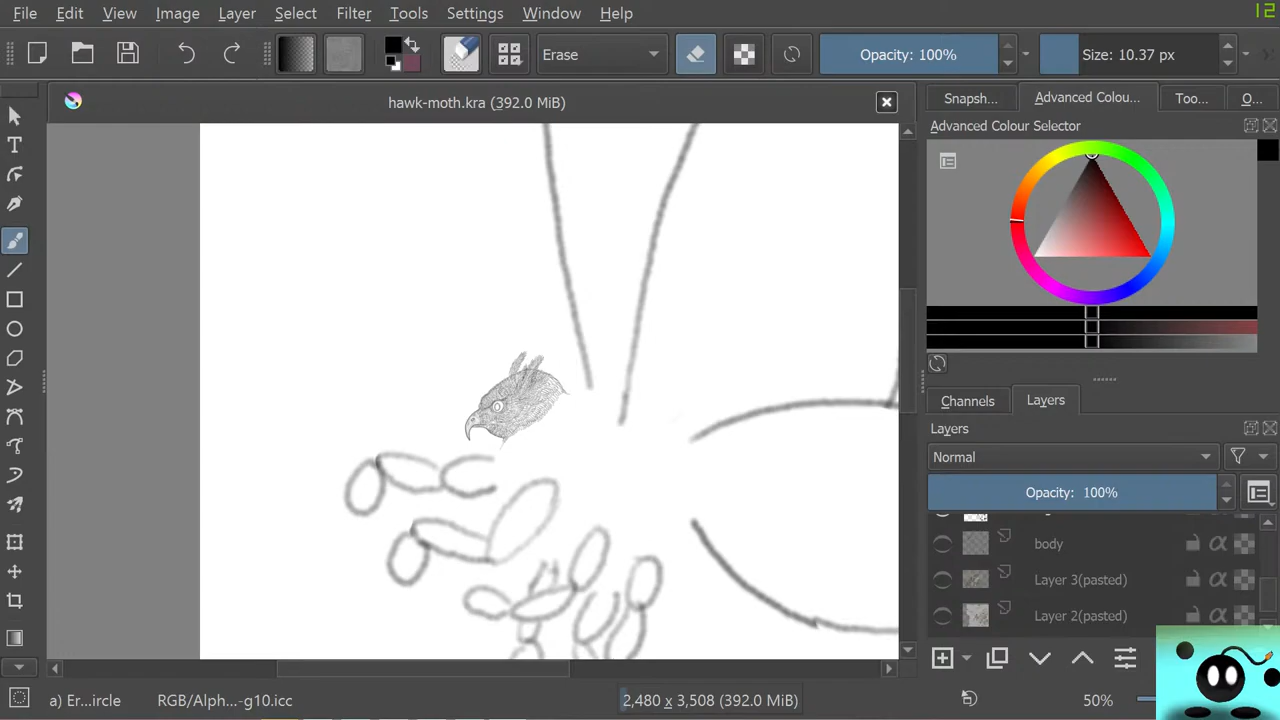 File Edit View Image Layer Select Filter Tools Settings Window Help
12
Erase
Opacity: 100%
Size: 10.37 px
hawk-moth.kra (392.0 MiB)
Snapsh...
Advanced Colou...
Too...
O...
Advanced Colour Selector
Channels
Layers
Layers
Normal
Opacity: 100%
body
Layer 3(pasted)
Layer 2(pasted)
a) Er...ircle
RGB/Alph...-g10.icc
2,480 x 3,508 (392.0 MiB)
50%